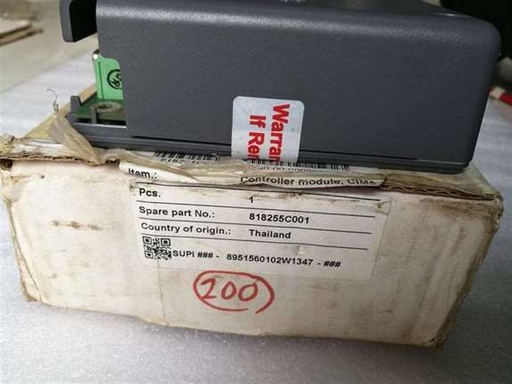 Warran
If Re
Item.:
Controller module, CIM8
Pcs.
1
Spare part No.:
818255C001
Country of origin.:
Thailand
SUPI ### - 8951560102W1347 - ###
200